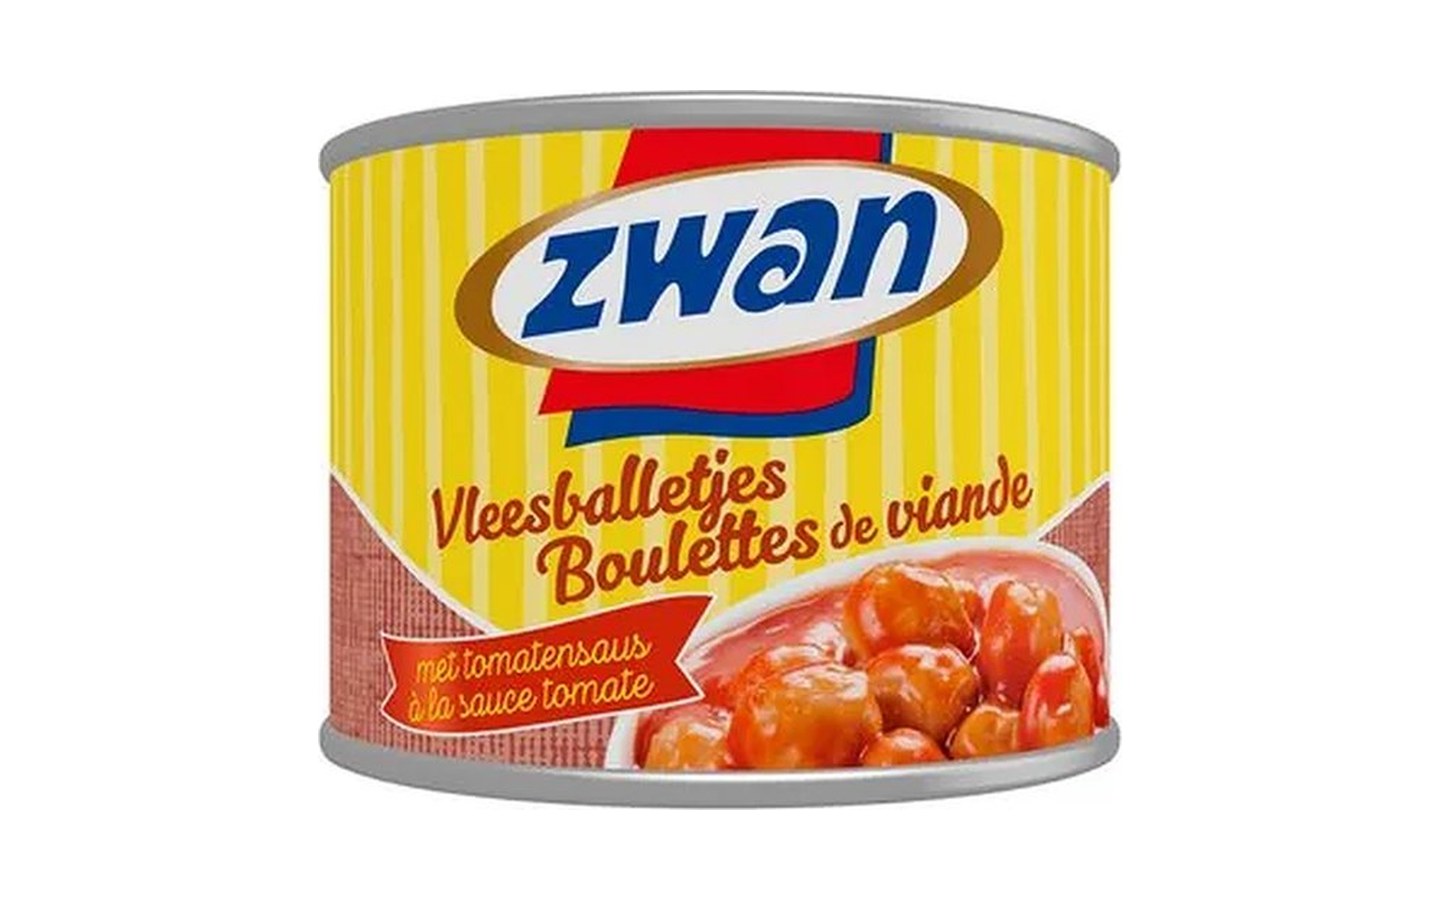 zwan
Vleesballetjes
Boulettes de viande
met tomatensaus
à la sauce tomate